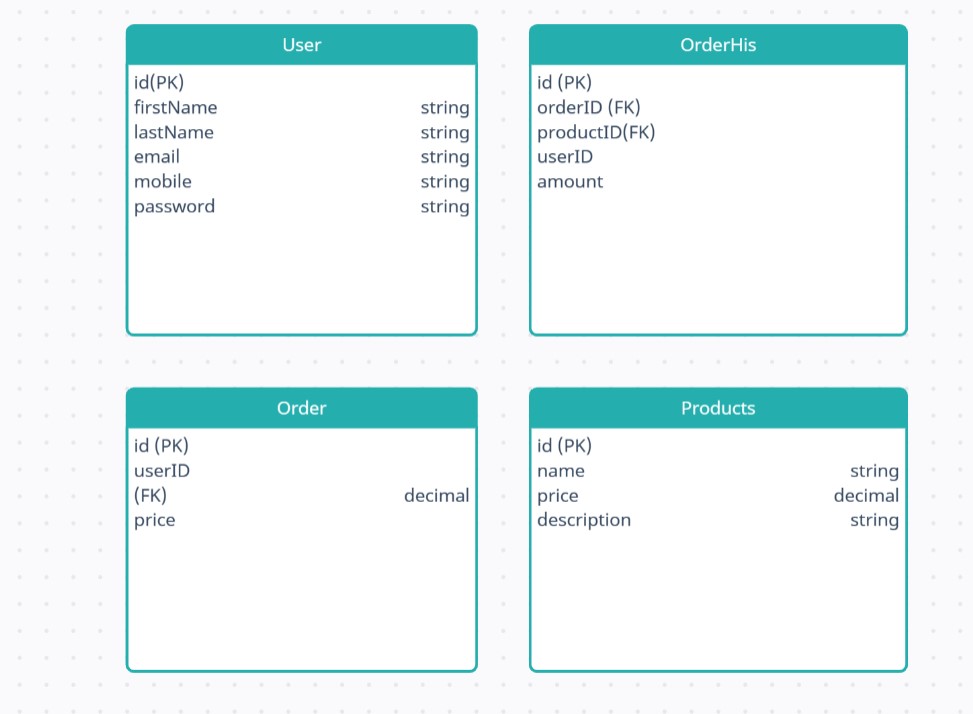 User
id(PK)
firstName string
lastName string
email string
mobile string
password string
OrderHis
id (PK)
orderID (FK)
productID(FK)
userID
amount
Order
id (PK)
userID
(FK) decimal
price
Products
id (PK)
name string
price decimal
description string